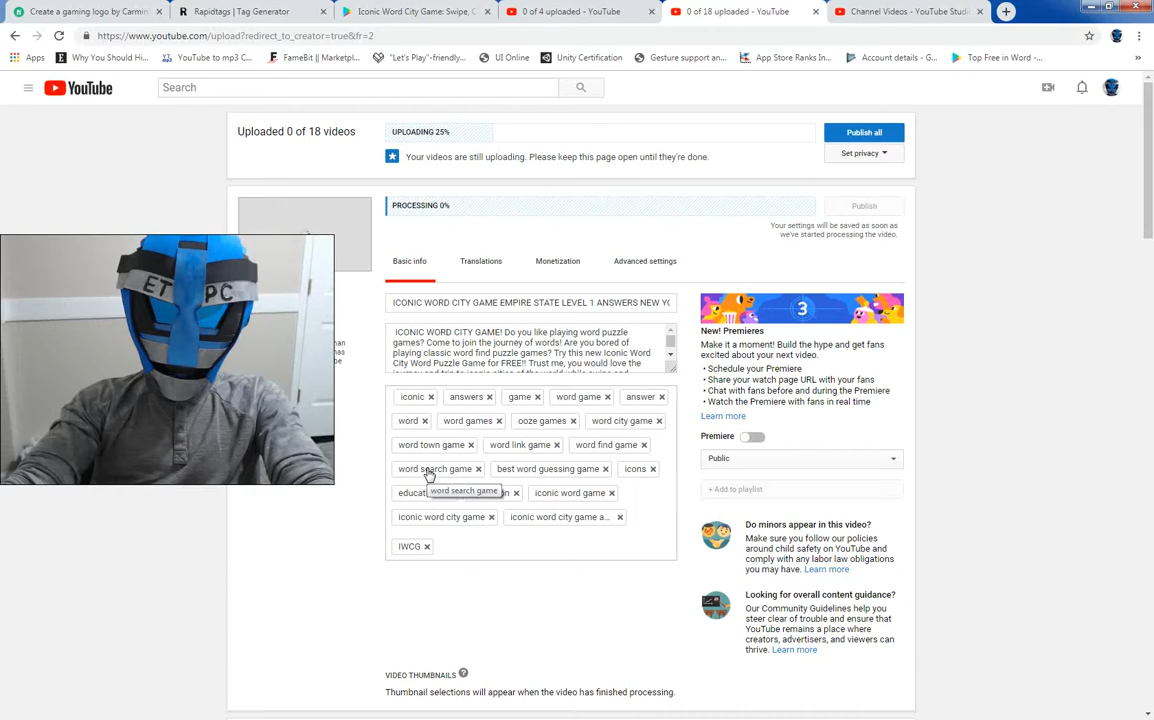 Create a gaming logo by Carmin
Rapidtags | Tag Generator
Iconic Word City Game: Swipe, C
0 of 4 uploaded - YouTube
0 of 18 uploaded - YouTube
Channel Videos - YouTube Studi
https://www.youtube.com/upload?redirect_to_creator=true&fr=2
Apps
Why You Should Hi...
YouTube to mp3 C...
FameBit || Marketpl...
"Let's Play"-friendly...
UI Online
Unity Certification
Gesture support an...
App Store Ranks In...
Account details - G...
Top Free in Word - ...
YouTube
Search
Uploaded 0 of 18 videos
UPLOADING 25%
Publish all
Your videos are still uploading. Please keep this page open until they're done.
Set privacy
PROCESSING 0%
Publish
Your settings will be saved as soon as
we've started processing the video.
Basic info
Translations
Monetization
Advanced settings
ICONIC WORD CITY GAME EMPIRE STATE LEVEL 1 ANSWERS NEW YO
ICONIC WORD CITY GAME! Do you like playing word puzzle
games? Come to join the journey of words! Are you bored of
playing classic word find puzzle games? Try this new Iconic Word
City Word Puzzle Game for FREE!! Trust me, you would love the
iconic
answers
game
word game
answer
word
word games
ooze games
word city game
word town game
word link game
word find game
word search game
best word guessing game
icons
word search game
educat
n
iconic word game
iconic word city game
iconic word city game a...
IWCG
VIDEO THUMBNAILS ?
Thumbnail selections will appear when the video has finished processing.
3
New! Premieres
Make it a moment! Build the hype and get fans
excited about your next video.
• Schedule your Premiere
• Share your watch page URL with your fans
• Chat with fans before and during the Premiere
• Watch the Premiere with fans in real time
Learn more
Premiere
Public
+ Add to playlist
Do minors appear in this video?
Make sure you follow our policies
around child safety on YouTube and
comply with any labor law obligations
you may have. Learn more
Looking for overall content guidance?
Our Community Guidelines help you
steer clear of trouble and ensure that
YouTube remains a place where
creators, advertisers, and viewers can
thrive. Learn more
ET PC